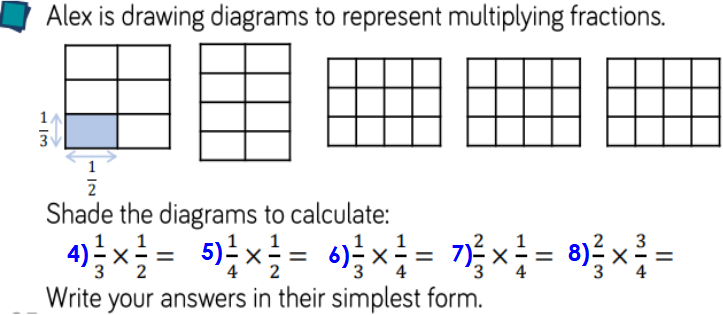 Alex is drawing diagrams to represent multiplying fractions.
1/3
1/2
Shade the diagrams to calculate:
4) 1/3 × 1/2 = 5) 1/4 × 1/2 = 6) 1/3 × 1/4 = 7) 2/3 × 1/4 = 8) 2/3 × 3/4 =
Write your answers in their simplest form.